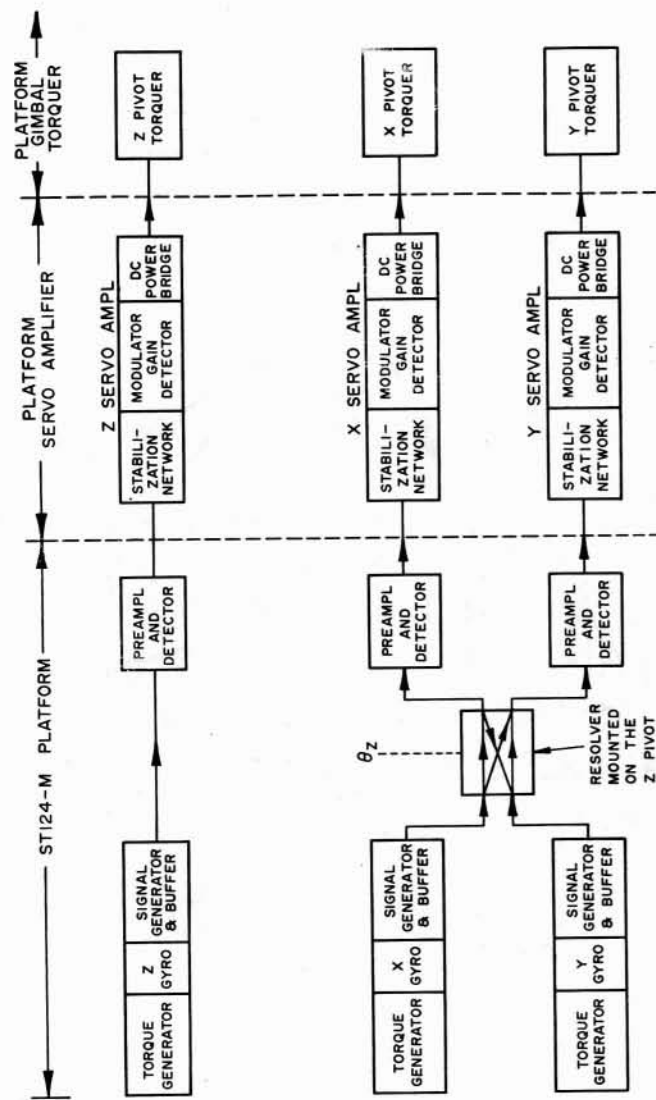 ST124-M PLATFORM
PLATFORM
SERVO AMPLIFIER
PLATFORM
GIMBAL
TORQUER
TORQUE
GENERATOR
Z
GYRO
SIGNAL
GENERATOR
& BUFFER
PREAMPL
AND
DETECTOR
Z SERVO AMPL
STABILI-
ZATION
NETWORK
MODULATOR
GAIN
DETECTOR
DC
POWER
BRIDGE
Z PIVOT
TORQUER
TORQUE
GENERATOR
X
GYRO
SIGNAL
GENERATOR
& BUFFER
θZ
PREAMPL
AND
DETECTOR
X SERVO AMPL
STABILI-
ZATION
NETWORK
MODULATOR
GAIN
DETECTOR
DC
POWER
BRIDGE
X PIVOT
TORQUER
TORQUE
GENERATOR
Y
GYRO
SIGNAL
GENERATOR
& BUFFER
RESOLVER
MOUNTED
ON THE
Z PIVOT
PREAMPL
AND
DETECTOR
Y SERVO AMPL
STABILI-
ZATION
NETWORK
MODULATOR
GAIN
DETECTOR
DC
POWER
BRIDGE
Y PIVOT
TORQUER